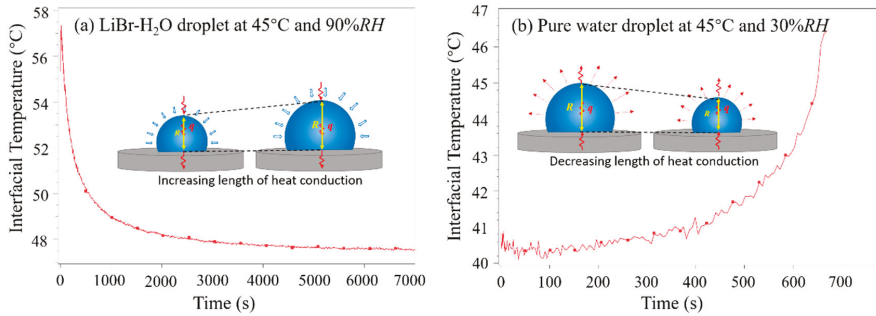 (a) LiBr-H₂O droplet at 45°C and 90%RH
Interfacial Temperature (°C)
58
56
54
52
50
48
R
q
R
q
Increasing length of heat conduction
0
1000
2000
3000
4000
5000
6000
7000
Time (s)
(b) Pure water droplet at 45°C and 30%RH
Interfacial Temperature (°C)
47
46
45
44
43
42
41
40
R
q
R
q
Decreasing length of heat conduction
0
100
200
300
400
500
600
700
Time (s)